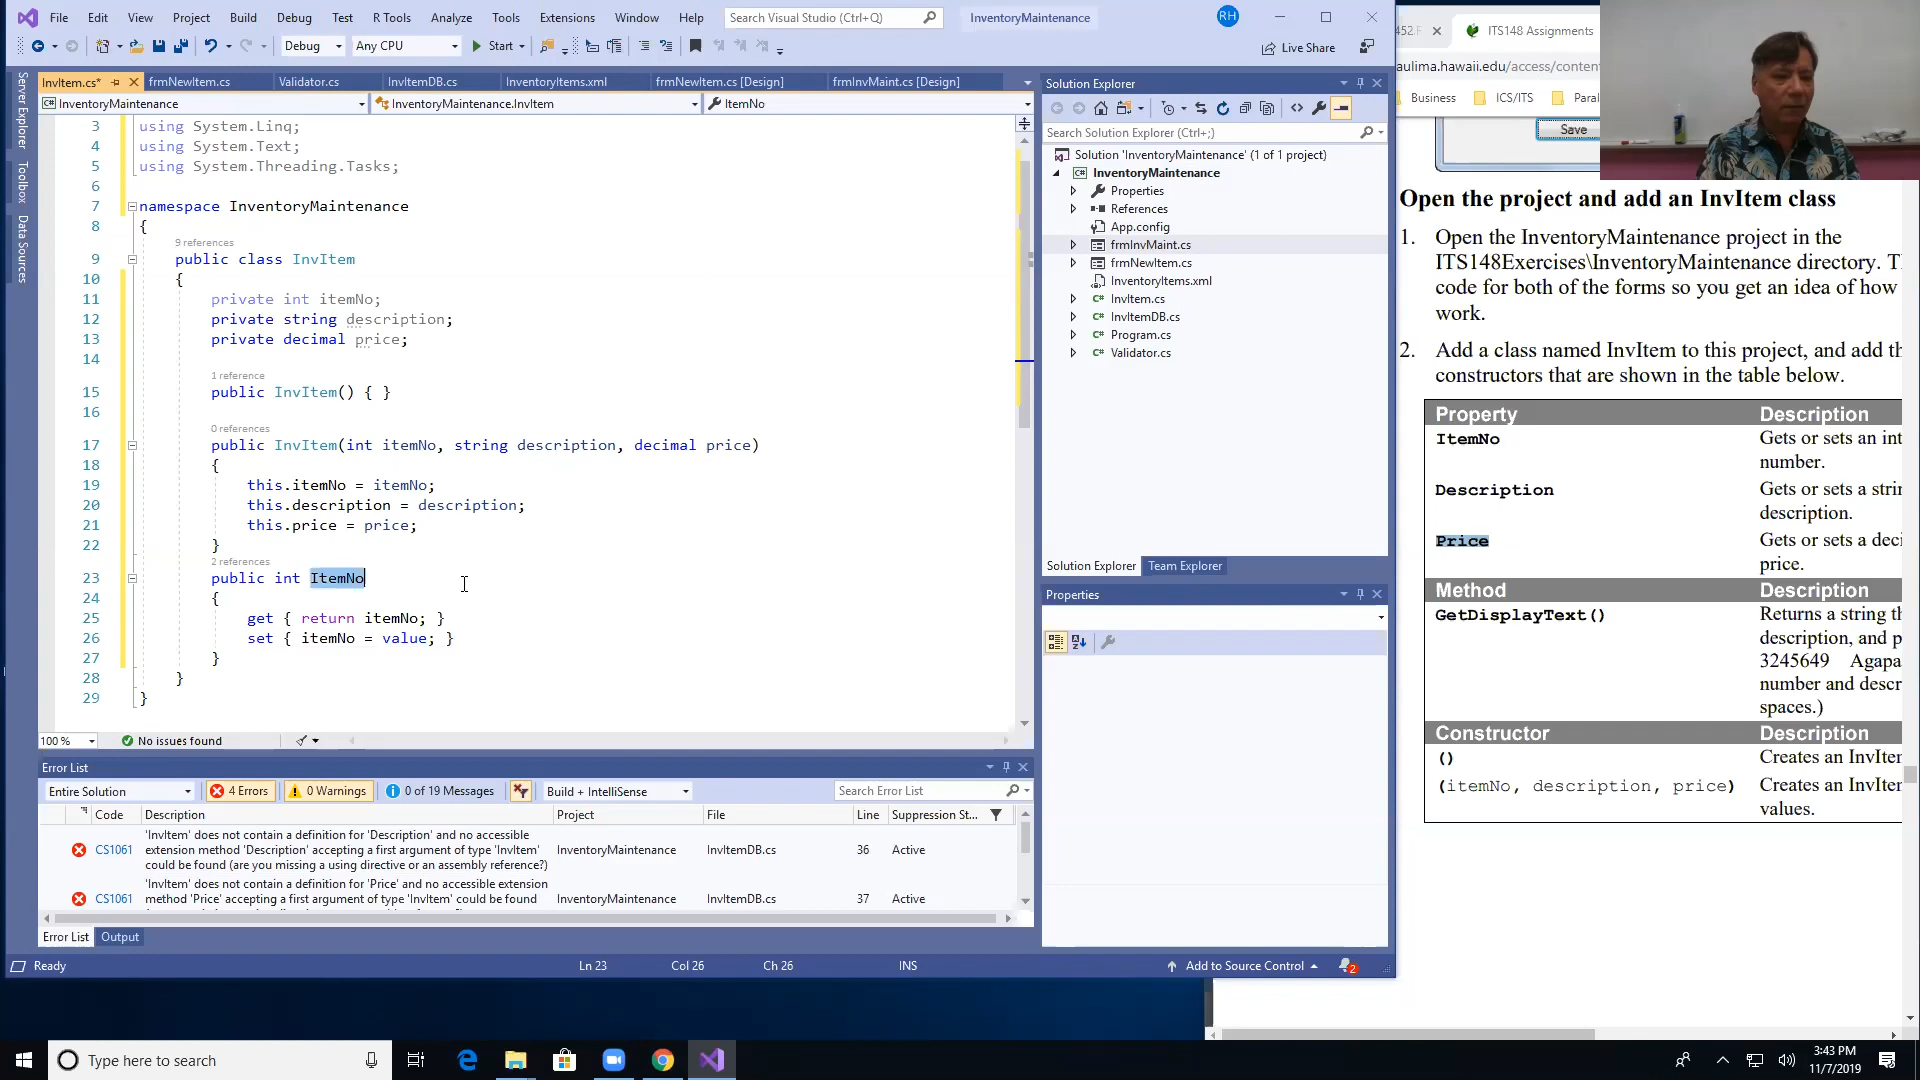 File Edit View Project Build Debug Test R Tools Analyze Tools Extensions Window Help Search Visual Studio (Ctrl+Q) InventoryMaintenance RH
Debug Any CPU Start Live Share
InvItem.cs* frmNewItem.cs Validator.cs InvItemDB.cs InventoryItems.xml frmNewItem.cs [Design] frmInvMaint.cs [Design]
InventoryMaintenance InventoryMaintenance.InvItem ItemNo
Server Explorer
Toolbox
Data Sources
3 using System.Linq;
4 using System.Text;
5 using System.Threading.Tasks;
6
7 namespace InventoryMaintenance
8 {
9 references
9 public class InvItem
10 {
11 private int itemNo;
12 private string description;
13 private decimal price;
14
1 reference
15 public InvItem() { }
16
0 references
17 public InvItem(int itemNo, string description, decimal price)
18 {
19 this.itemNo = itemNo;
20 this.description = description;
21 this.price = price;
22 }
2 references
23 public int ItemNo
24 {
25 get { return itemNo; }
26 set { itemNo = value; }
27 }
28 }
29 }
100 % No issues found
Error List
Entire Solution 4 Errors 0 Warnings 0 of 19 Messages Build + IntelliSense Search Error List
Code Description Project File Line Suppression St...
'InvItem' does not contain a definition for 'Description' and no accessible
CS1061 extension method 'Description' accepting a first argument of type 'InvItem' InventoryMaintenance InvItemDB.cs 36 Active
could be found (are you missing a using directive or an assembly reference?)
'InvItem' does not contain a definition for 'Price' and no accessible extension
CS1061 method 'Price' accepting a first argument of type 'InvItem' could be found InventoryMaintenance InvItemDB.cs 37 Active
Error List Output
Ready Ln 23 Col 26 Ch 26 INS Add to Source Control 2
Solution Explorer
Search Solution Explorer (Ctrl+;)
Solution 'InventoryMaintenance' (1 of 1 project)
InventoryMaintenance
Properties
References
App.config
frmInvMaint.cs
frmNewItem.cs
InventoryItems.xml
InvItem.cs
InvItemDB.cs
Program.cs
Validator.cs
Solution Explorer Team Explorer
Properties
ITS148 Assignments
aulima.hawaii.edu/access/conten
Business ICS/ITS Paral
Save
Open the project and add an InvItem class
1. Open the InventoryMaintenance project in the
ITS148Exercises\InventoryMaintenance directory. T
code for both of the forms so you get an idea of how
work.
2. Add a class named InvItem to this project, and add th
constructors that are shown in the table below.
Property Description
ItemNo Gets or sets an int
number.
Description Gets or sets a strin
description.
Price Gets or sets a deci
price.
Method Description
GetDisplayText() Returns a string th
description, and p
3245649 Agapa
number and descr
spaces.)
Constructor Description
() Creates an InvIter
(itemNo, description, price) Creates an InvIter
values.
Type here to search
3:43 PM
11/7/2019